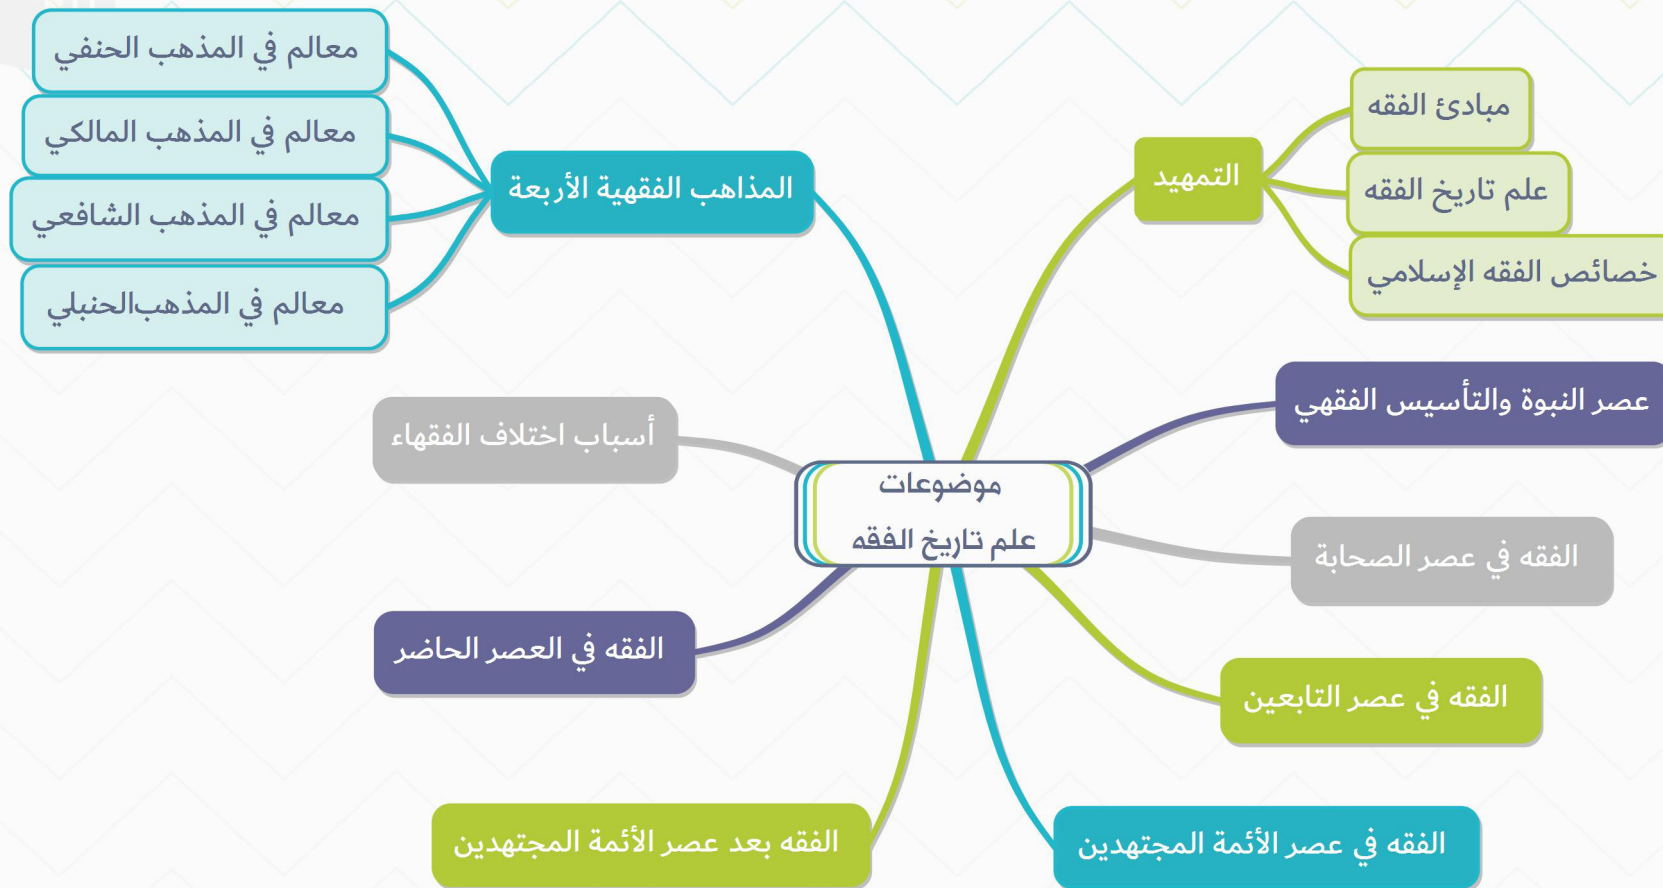 موضوعات
علم تاريخ الفقه
التمهيد
مبادئ الفقه
علم تاريخ الفقه
خصائص الفقه الإسلامي
عصر النبوة والتأسيس الفقهي
الفقه في عصر الصحابة
الفقه في عصر التابعين
الفقه في عصر الأئمة المجتهدين
الفقه بعد عصر الأئمة المجتهدين
الفقه في العصر الحاضر
أسباب اختلاف الفقهاء
المذاهب الفقهية الأربعة
معالم في المذهب الحنفي
معالم في المذهب المالكي
معالم في المذهب الشافعي
معالم في المذهب الحنبلي